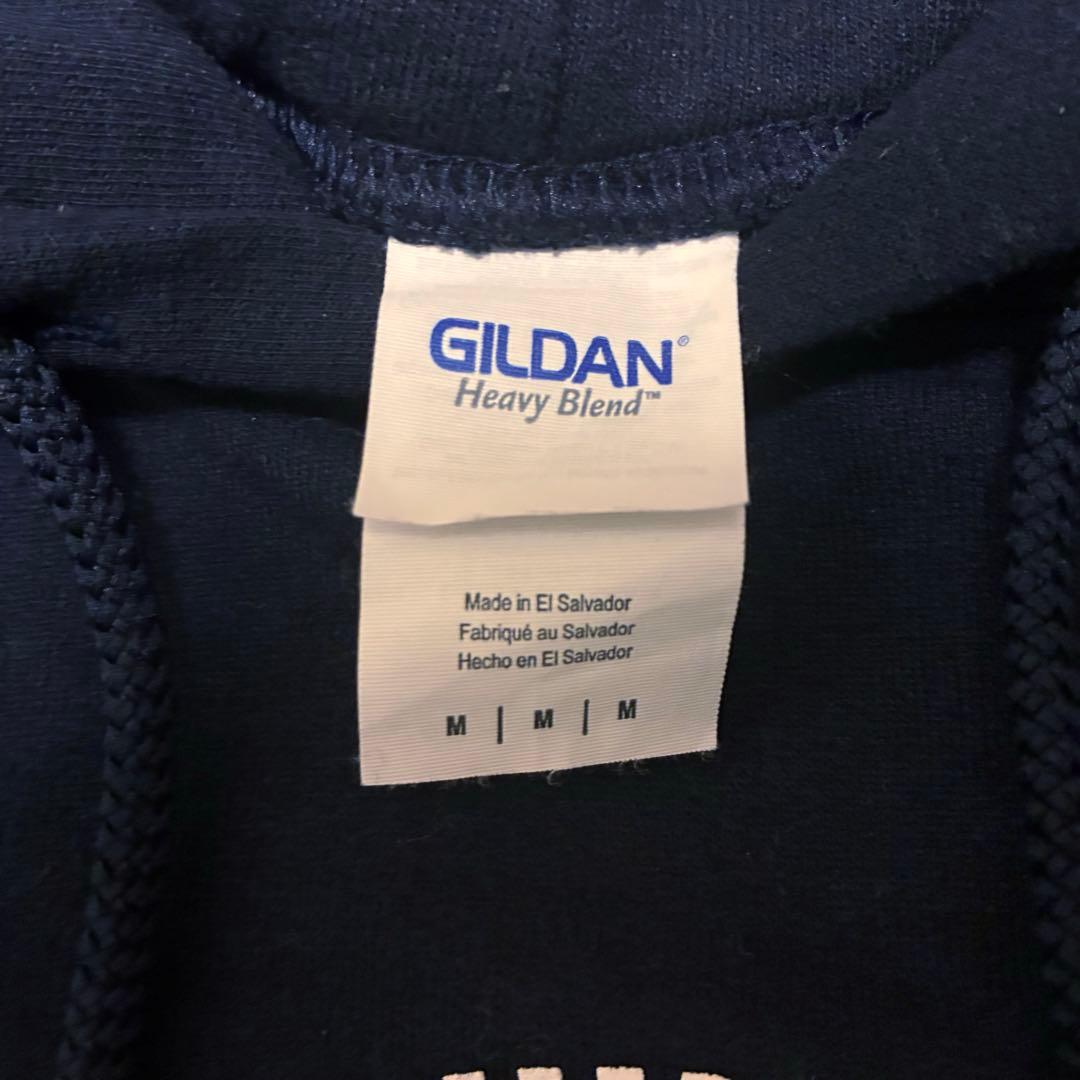 GILDAN®
Heavy Blend™
Made in El Salvador
Fabriqué au Salvador
Hecho en El Salvador
M | M | M